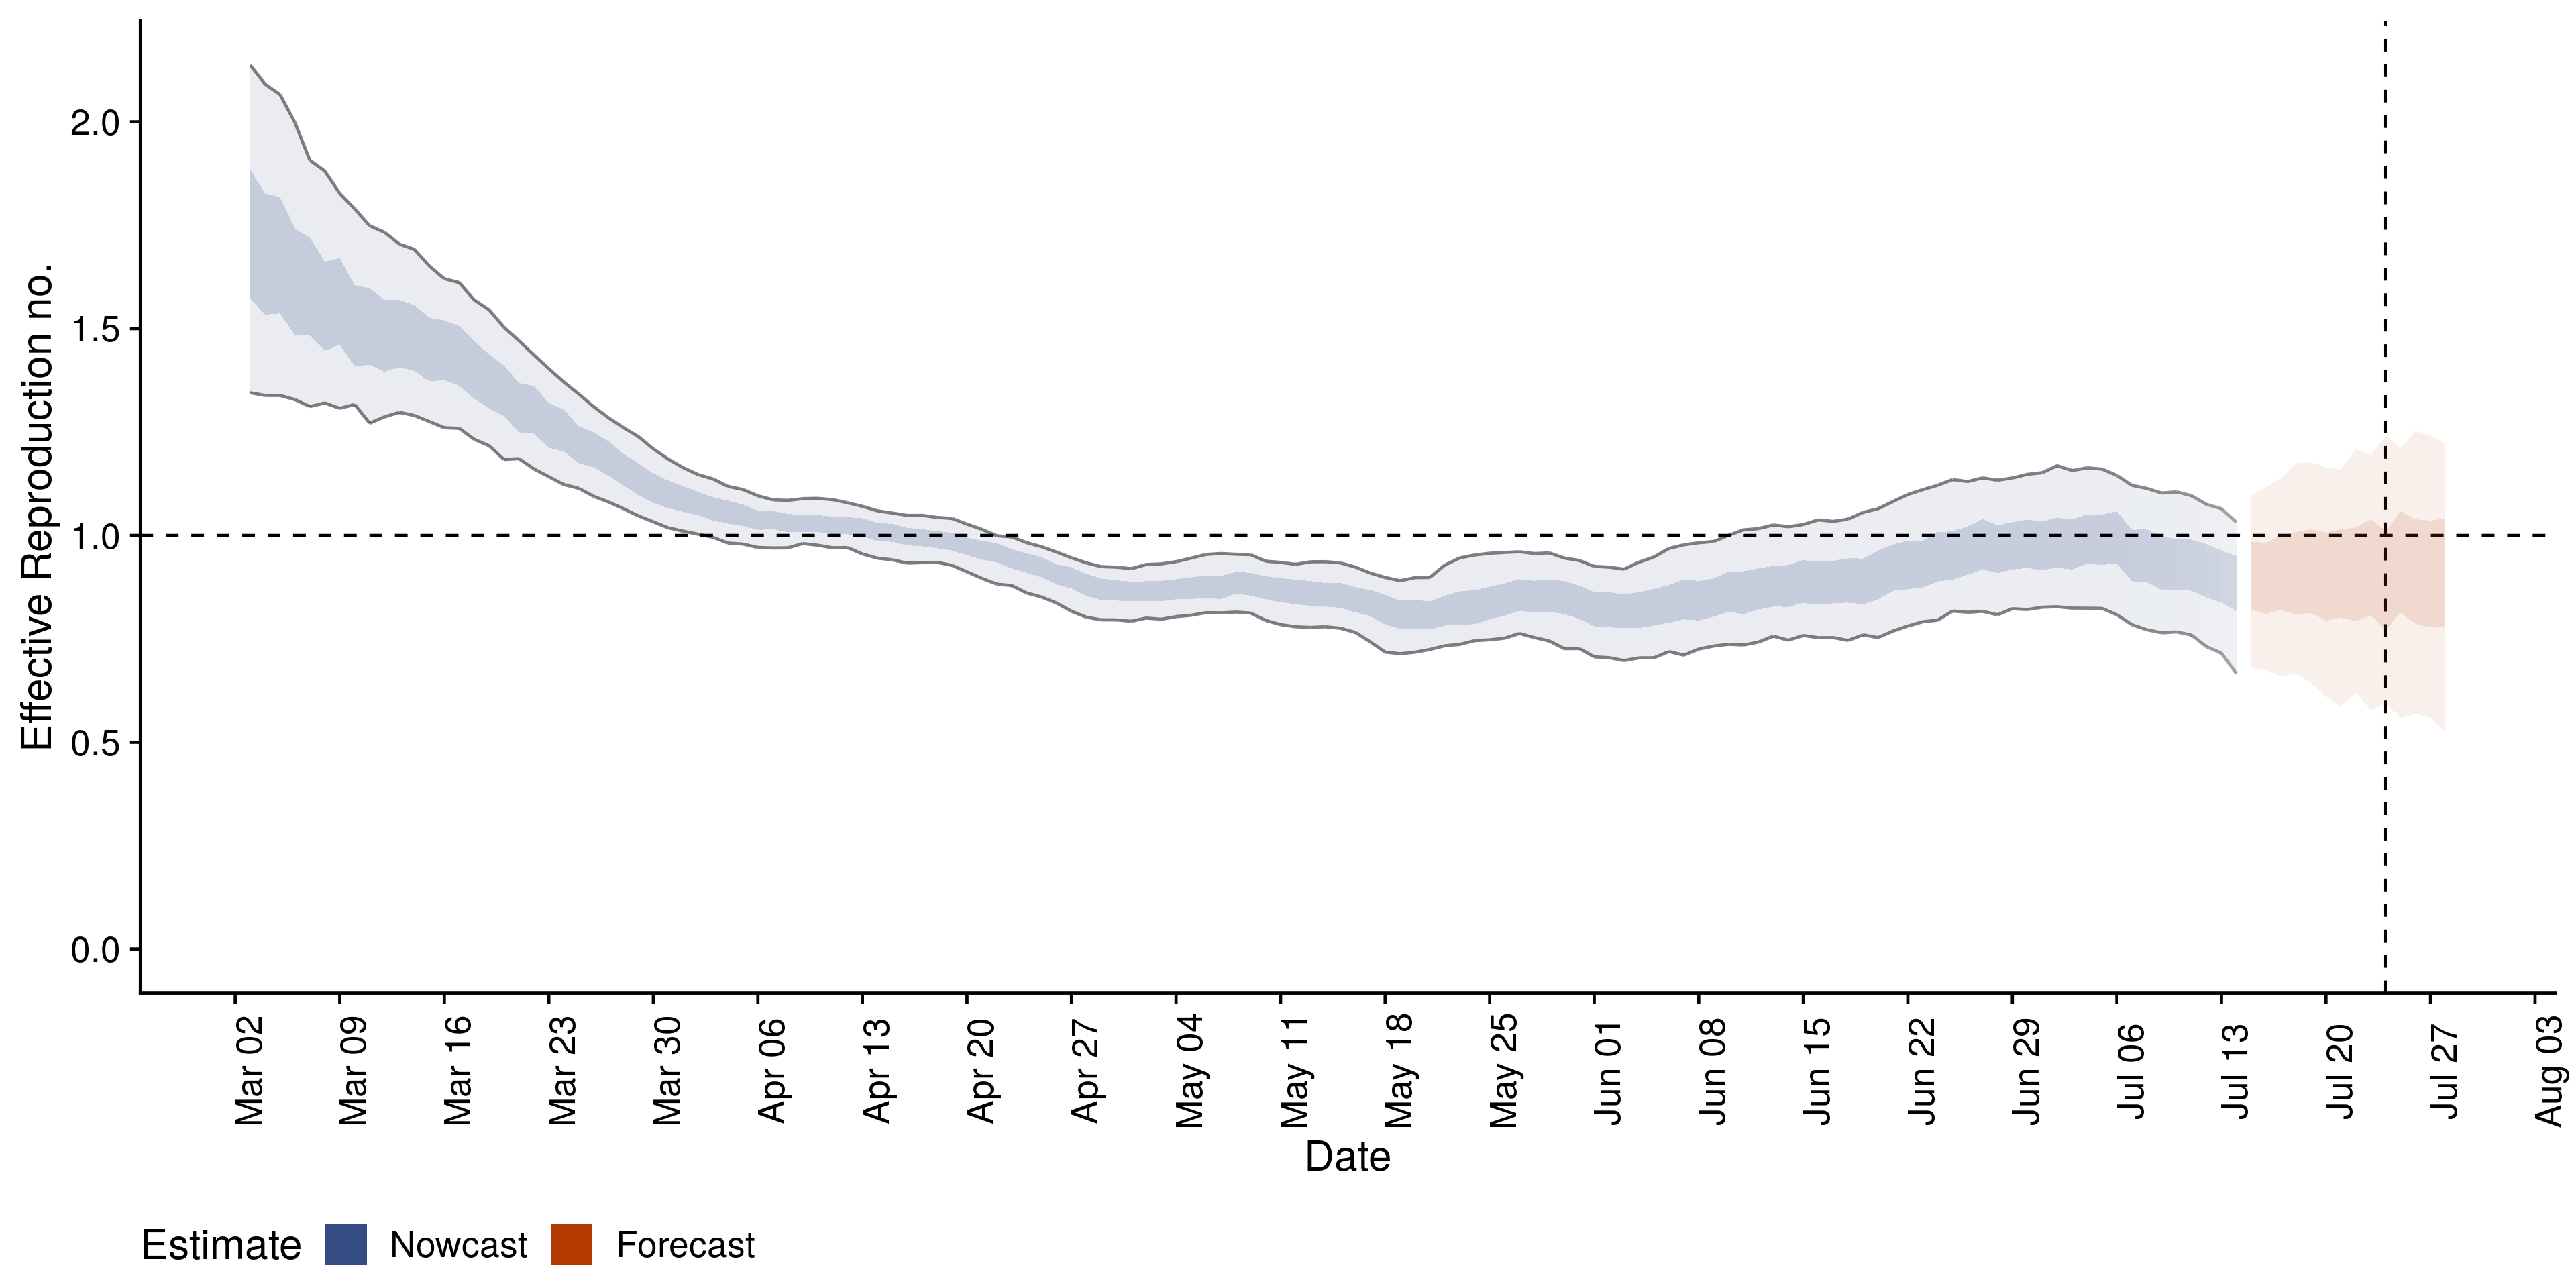 Effective Reproduction no.
2.0
1.5
1.0
0.5
0.0
Mar 02
Mar 09
Mar 16
Mar 23
Mar 30
Apr 06
Apr 13
Apr 20
Apr 27
May 04
May 11
May 18
May 25
Jun 01
Jun 08
Jun 15
Jun 22
Jun 29
Jul 06
Jul 13
Jul 20
Jul 27
Aug 03
Date
Estimate Nowcast Forecast